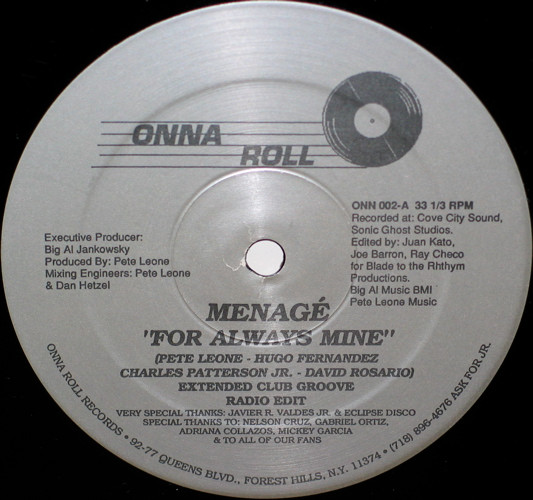 ONNA
ROLL
ONN 002-A 33 1/3 RPM
Recorded at: Cove City Sound,
Sonic Ghost Studios.
Edited by: Juan Kato,
Joe Barron, Ray Checo
for Blade to the Rhthym
Productions.
Big Al Music BMI
Pete Leone Music
Executive Producer:
Big Al Jankowsky
Produced By: Pete Leone
Mixing Engineers: Pete Leone
& Dan Hetzel
MENAGÉ
"FOR ALWAYS MINE"
(PETE LEONE - HUGO FERNANDEZ
CHARLES PATTERSON JR. - DAVID ROSARIO)
EXTENDED CLUB GROOVE
RADIO EDIT
VERY SPECIAL THANKS: JAVIER R. VALDES JR. & ECLIPSE DISCO
SPECIAL THANKS TO: NELSON CRUZ, GABRIEL ORTIZ,
ADRIANA COLLAZOS, MICKEY GARCIA
& TO ALL OF OUR FANS
ONNA ROLL RECORDS • 92-77 QUEENS BLVD., FOREST HILLS, N.Y. 11374 • (718) 896-4676 ASK FOR JR.